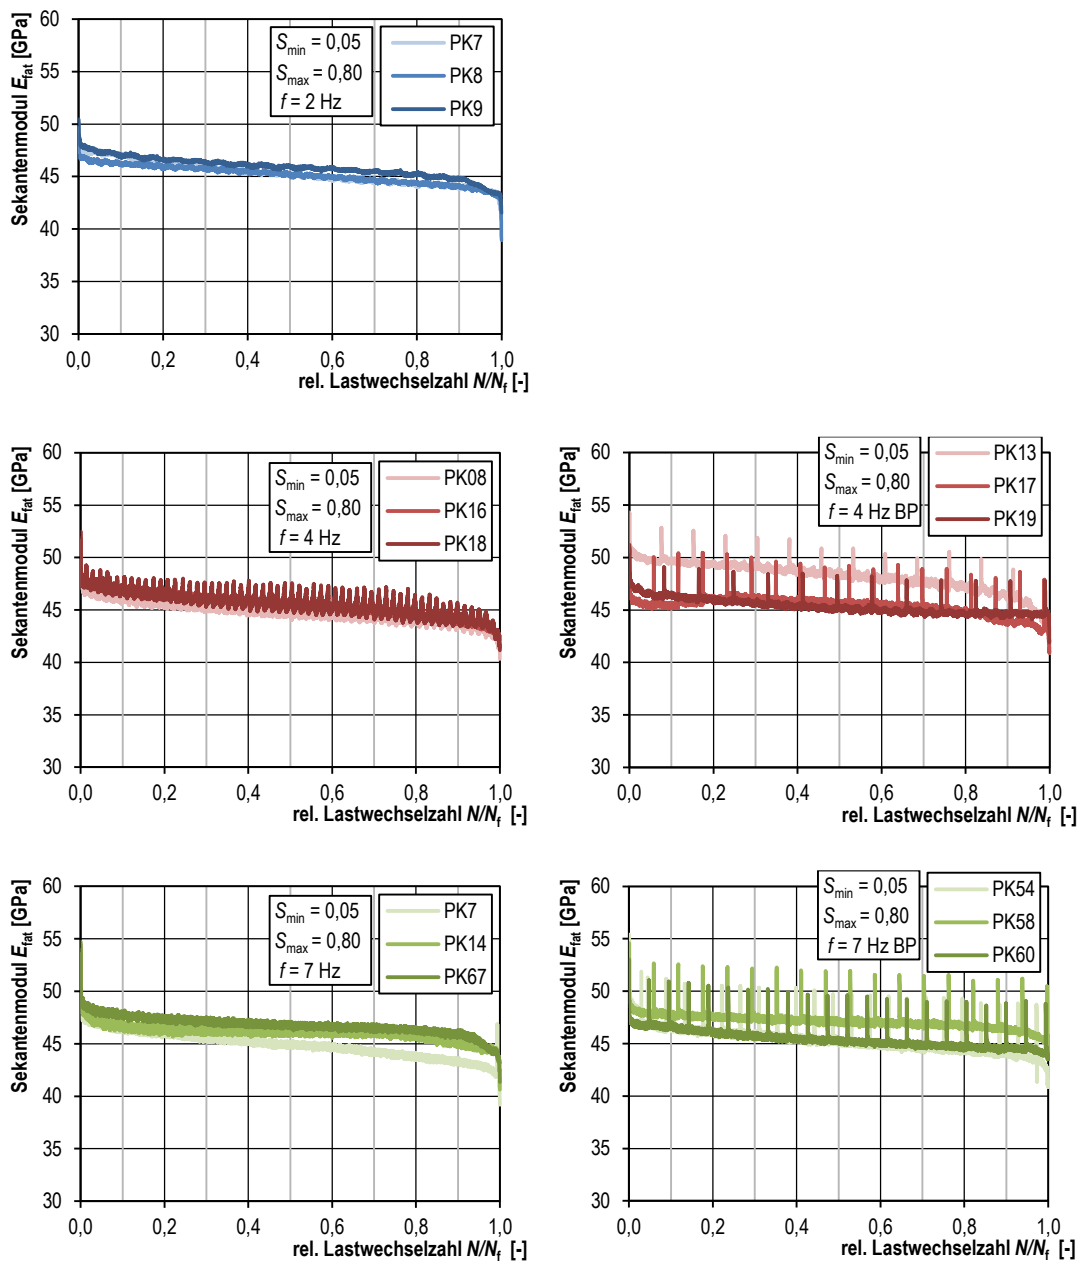 Sekantenmodul Efat [GPa]
60
55
50
45
40
35
30
Smin = 0,05
Smax = 0,80
f = 2 Hz
PK7
PK8
PK9
0,0 0,2 0,4 0,6 0,8 1,0
rel. Lastwechselzahl N/Nf [-]
Sekantenmodul Efat [GPa]
60
55
50
45
40
35
30
Smin = 0,05
Smax = 0,80
f = 4 Hz
PK08
PK16
PK18
0,0 0,2 0,4 0,6 0,8 1,0
rel. Lastwechselzahl N/Nf [-]
Sekantenmodul Efat [GPa]
60
55
50
45
40
35
30
Smin = 0,05
Smax = 0,80
f = 4 Hz BP
PK13
PK17
PK19
0,0 0,2 0,4 0,6 0,8 1,0
rel. Lastwechselzahl N/Nf [-]
Sekantenmodul Efat [GPa]
60
55
50
45
40
35
30
Smin = 0,05
Smax = 0,80
f = 7 Hz
PK7
PK14
PK67
0,0 0,2 0,4 0,6 0,8 1,0
rel. Lastwechselzahl N/Nf [-]
Sekantenmodul Efat [GPa]
60
55
50
45
40
35
30
Smin = 0,05
Smax = 0,80
f = 7 Hz BP
PK54
PK58
PK60
0,0 0,2 0,4 0,6 0,8 1,0
rel. Lastwechselzahl N/Nf [-]